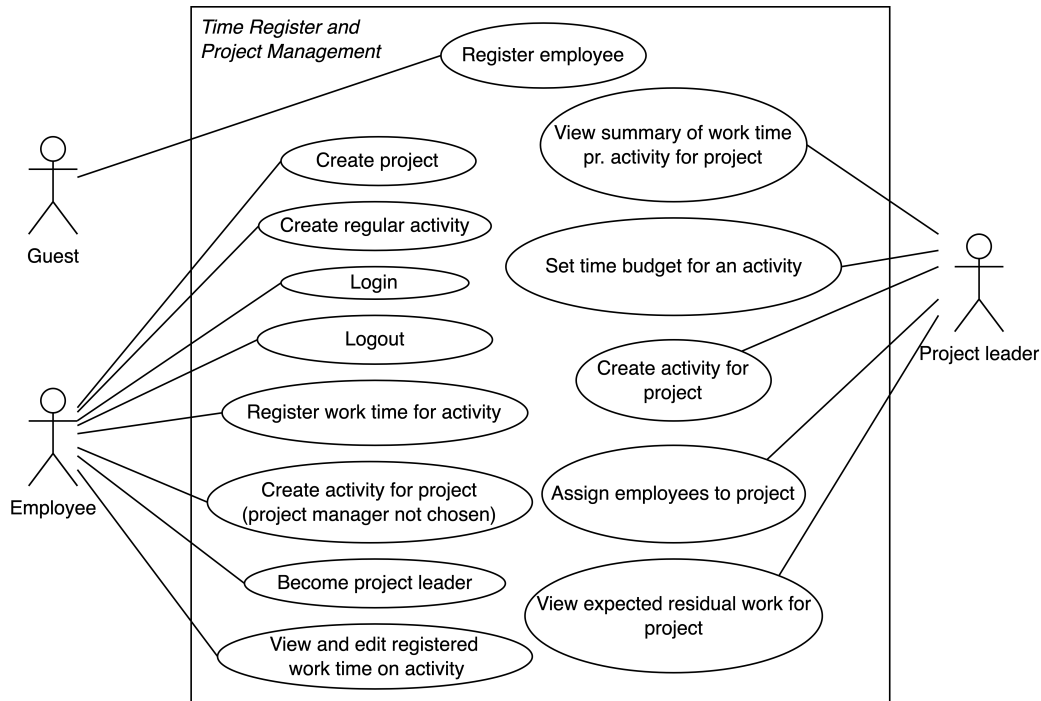 Time Register and
Project Management
Register employee
View summary of work time
pr. activity for project
Create project
Create regular activity
Guest
Set time budget for an activity
Login
Logout
Project leader
Create activity for
project
Register work time for activity
Create activity for project
(project manager not chosen)
Assign employees to project
Employee
Become project leader
View expected residual work for
project
View and edit registered
work time on activity